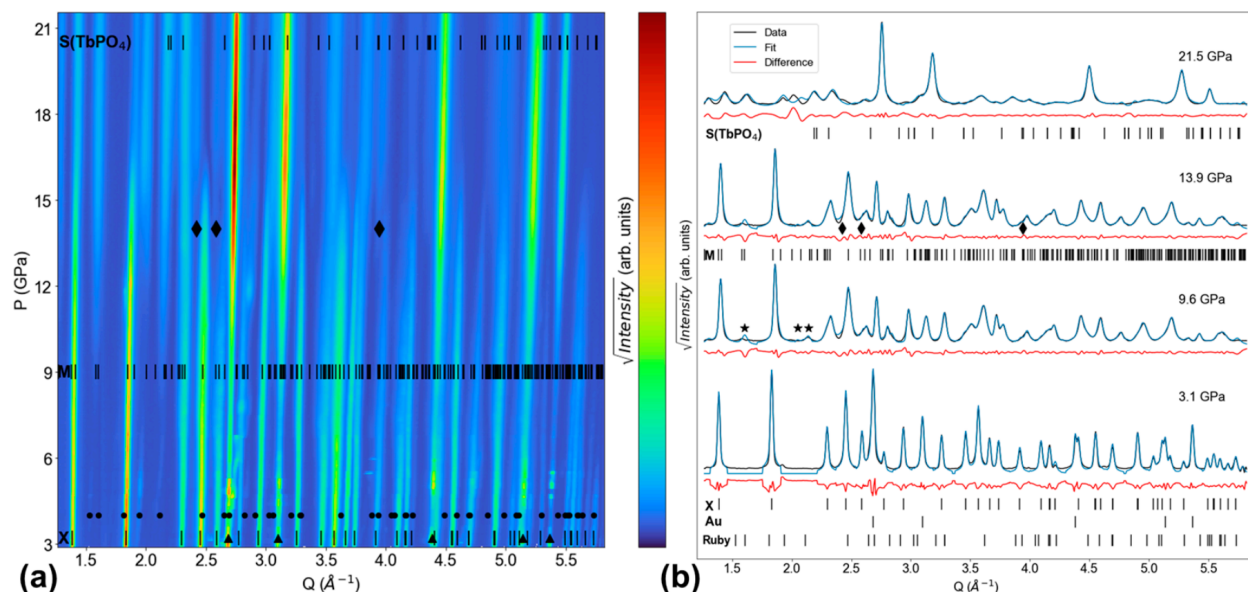 21
18
15
12
9
6
3
P (GPa)
S(TbPO₄)
M
X
1.5 2.0 2.5 3.0 3.5 4.0 4.5 5.0 5.5
Q (Å⁻¹)
(a)
√Intensity (arb. units)
√Intensity (arb. units)
Data
Fit
Difference
21.5 GPa
S(TbPO₄)
13.9 GPa
M
9.6 GPa
3.1 GPa
X
Au
Ruby
1.5 2.0 2.5 3.0 3.5 4.0 4.5 5.0 5.5
Q (Å⁻¹)
(b)